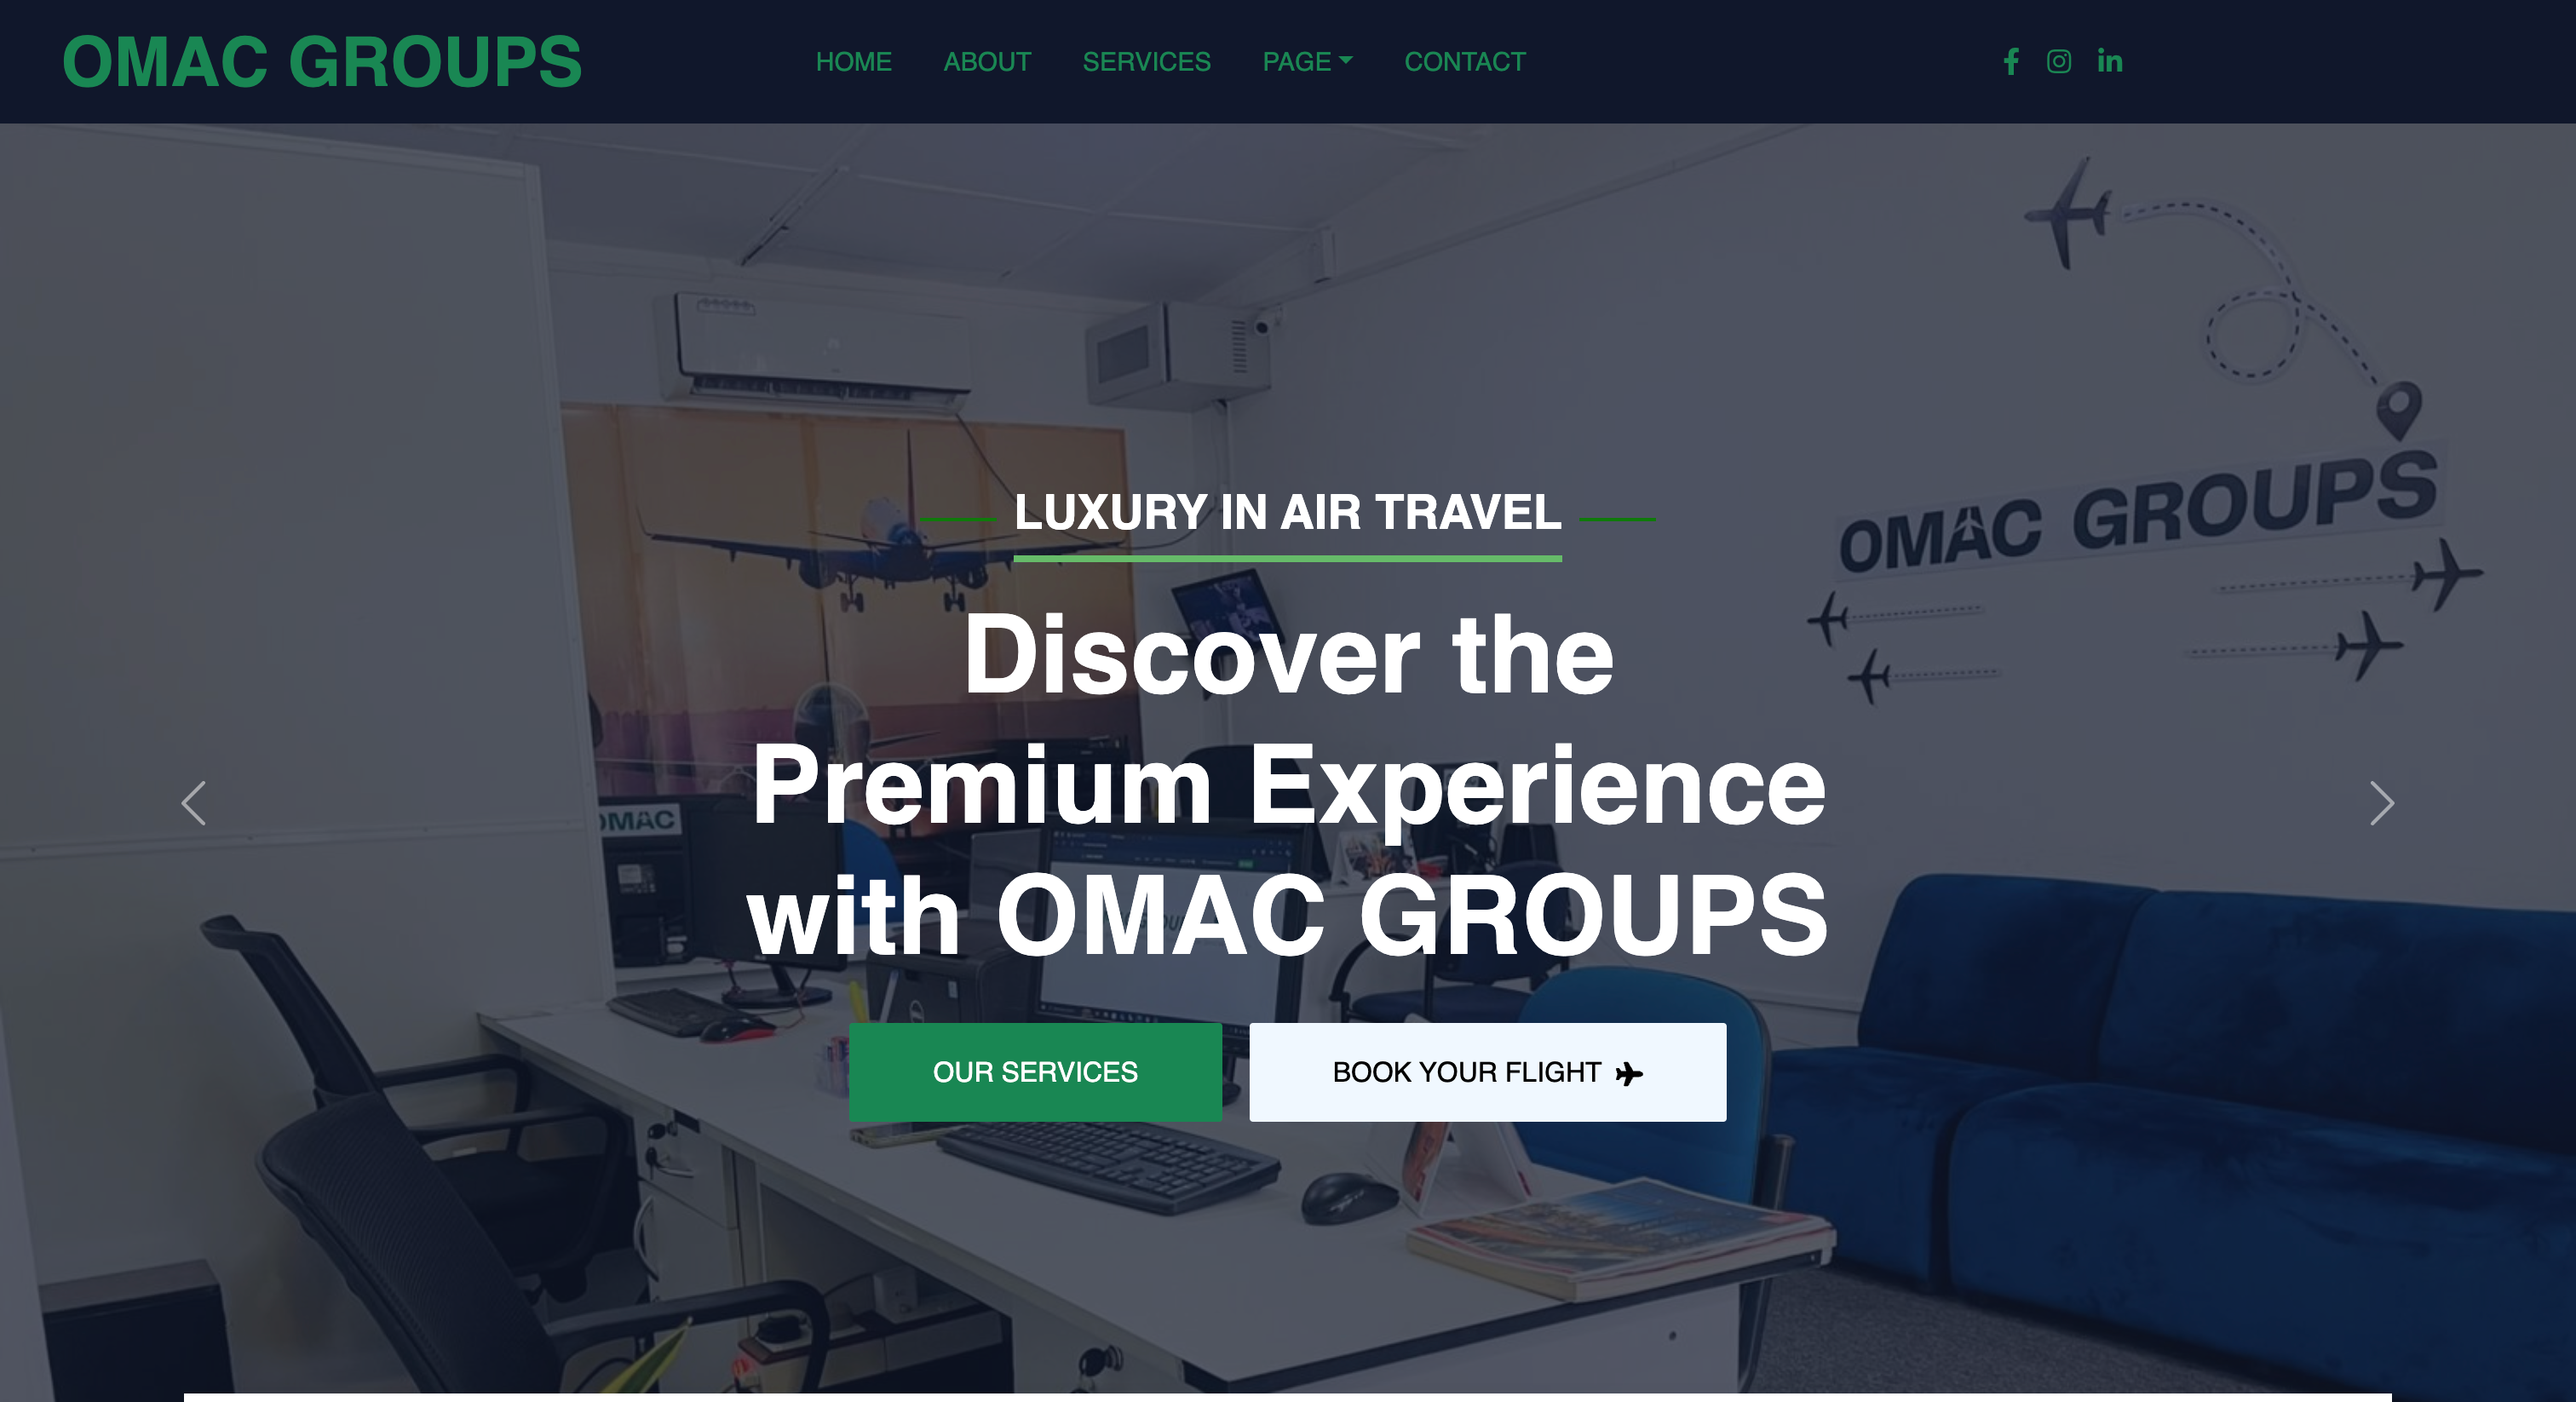 OMAC GROUPS
HOME ABOUT SERVICES PAGE CONTACT
OMAC GROUPS
LUXURY IN AIR TRAVEL
Discover the
Premium Experience
with OMAC GROUPS
OMAC
OUR SERVICES
BOOK YOUR FLIGHT